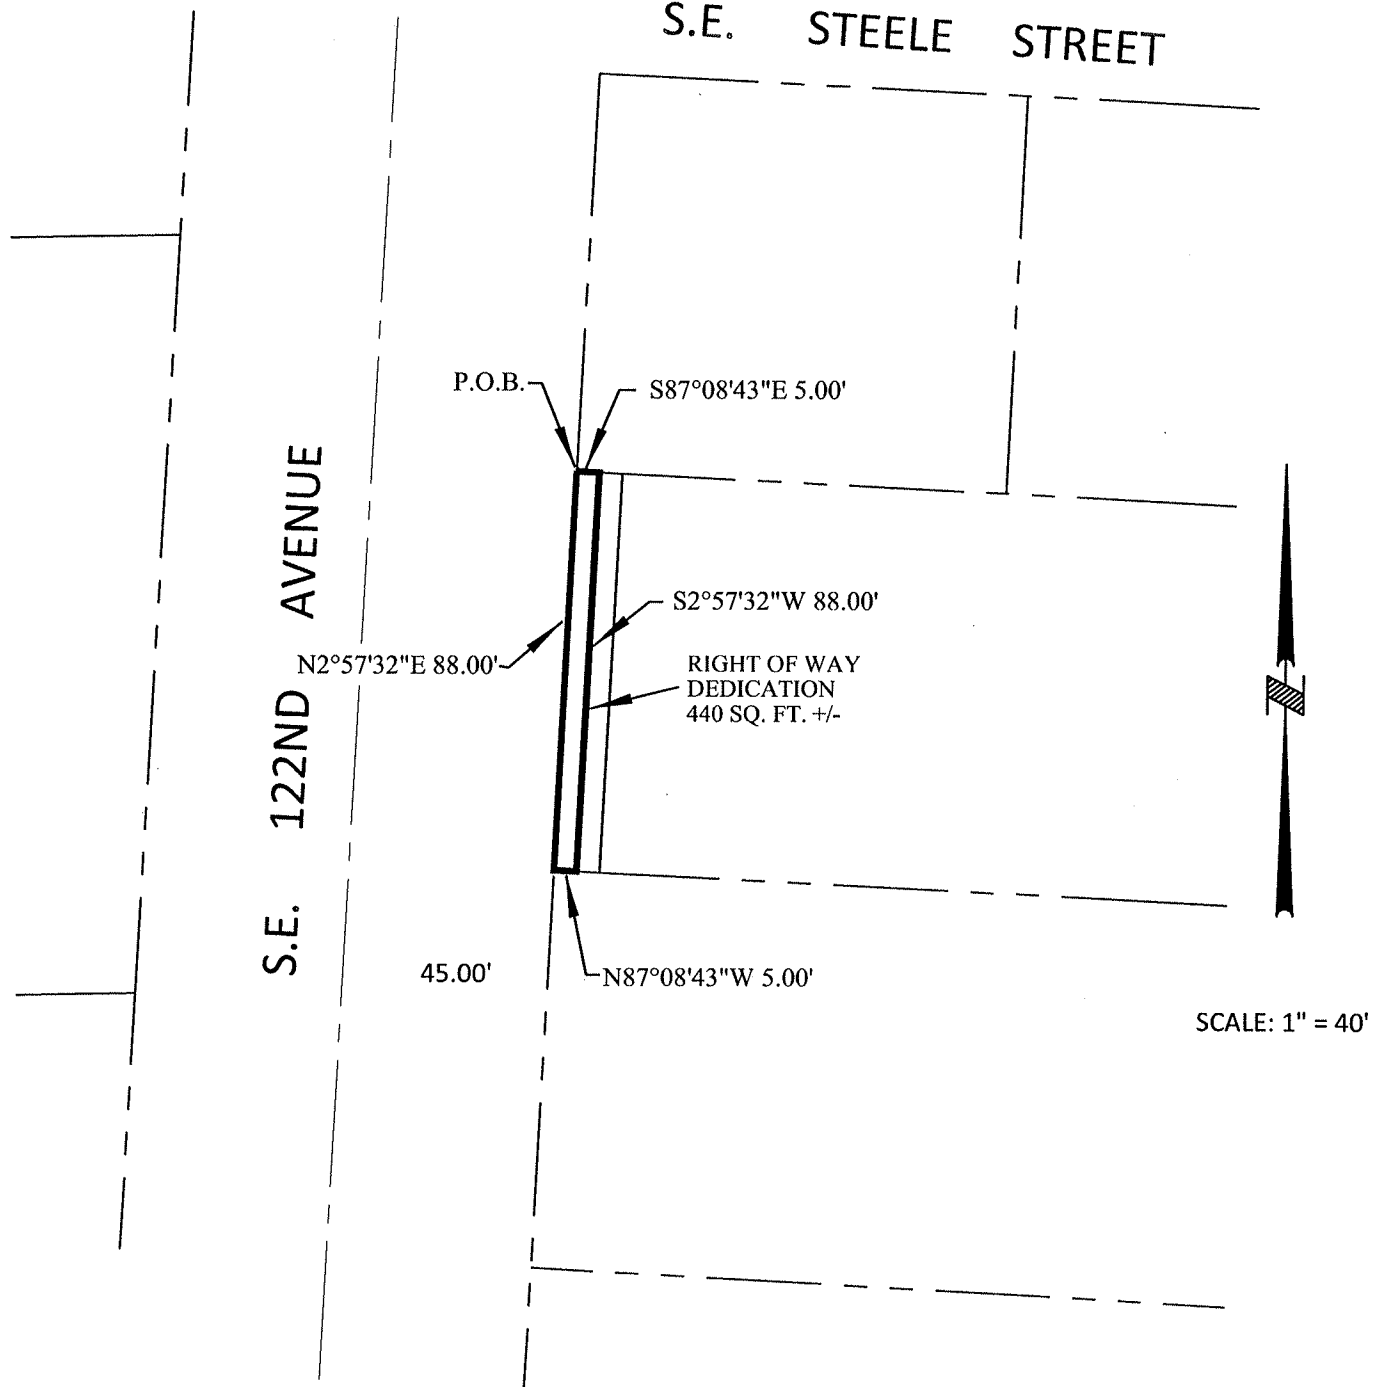 S.E. STEELE STREET
P.O.B.
S87°08'43"E 5.00'
S.E. 122ND AVENUE
S2°57'32"W 88.00'
N2°57'32"E 88.00'
RIGHT OF WAY
DEDICATION
440 SQ. FT. +/-
45.00'
N87°08'43"W 5.00'
SCALE: 1" = 40'